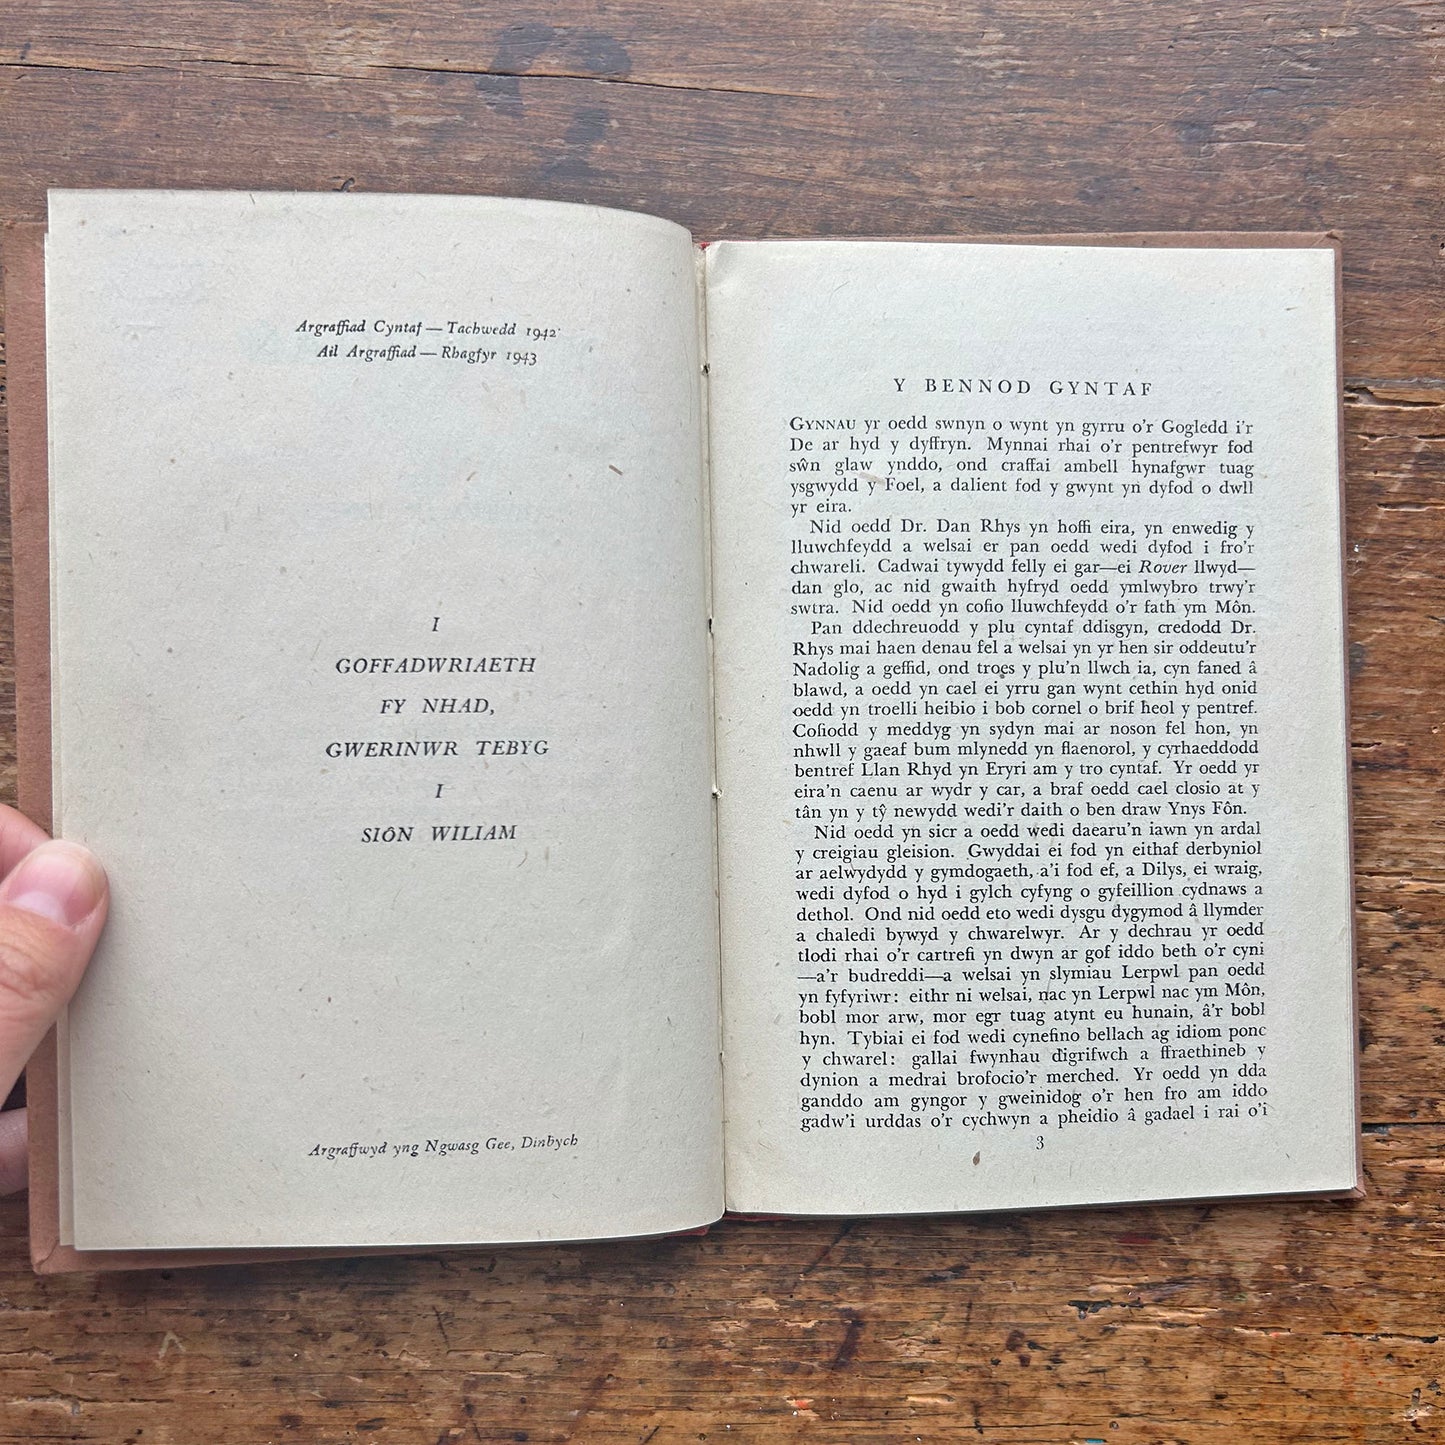 Argraffiad Cyntaf — Tachwedd 1942
Ail Argraffiad — Rhagfyr 1943
I
GOFFADWRIAETH
FY NHAD,
GWERINWR TEBYG
I
SIÔN WILIAM
Argraffwyd yng Ngwasg Gee, Dinbych
Y BENNOD GYNTAF
GYNNAU yr oedd swnyn o wynt yn gyrru o'r Gogledd i'r
De ar hyd y dyffryn. Mynnai rhai o'r pentrefwyr fod
sŵn glaw ynddo, ond craffai ambell hynafgwr tuag
ysgwydd y Foel, a dalient fod y gwynt yn dyfod o dwll
yr eira.
Nid oedd Dr. Dan Rhys yn hoffi eira, yn enwedig y
lluwchfeydd a welsai er pan oedd wedi dyfod i fro'r
chwareli. Cadwai tywydd felly ei gar—ei Rover llwyd—
dan glo, ac nid gwaith hyfryd oedd ymlwybro trwy'r
swtra. Nid oedd yn cofio lluwchfeydd o'r fath ym Môn.
Pan ddechreuodd y plu cyntaf ddisgyn, credodd Dr.
Rhys mai haen denau fel a welsai yn yr hen sir oddeutu'r
Nadolig a geffid, ond troes y plu'n llwch ia, cyn faned â
blawd, a oedd yn cael ei yrru gan wynt cethin hyd onid
oedd yn troelli heibio i bob cornel o brif heol y pentref.
Cofiodd y meddyg yn sydyn mai ar noson fel hon, yn
nhwll y gaeaf bum mlynedd yn flaenorol, y cyrhaeddodd
bentref Llan Rhyd yn Eryri am y tro cyntaf. Yr oedd yr
eira'n caenu ar wydr y car, a braf oedd cael closio at y
tân yn y tŷ newydd wedi'r daith o ben draw Ynys Fôn.
Nid oedd yn sicr a oedd wedi daearu'n iawn yn ardal
y creigiau gleision. Gwyddai ei fod yn eithaf derbyniol
ar aelwydydd y gymdogaeth, a'i fod ef, a Dilys, ei wraig,
wedi dyfod o hyd i gylch cyfyng o gyfeillion cydnaws a
dethol. Ond nid oedd eto wedi dysgu dygymod â llymder
a chaledi bywyd y chwarelwyr. Ar y dechrau yr oedd
tlodi rhai o'r cartrefi yn dwyn ar gof iddo beth o'r cyni
—a'r budreddi—a welsai yn slymiau Lerpwl pan oedd
yn fyfyriwr: eithr ni welsai, nac yn Lerpwl nac ym Môn,
bobl mor arw, mor egr tuag atynt eu hunain, â'r bobl
hyn. Tybiai ei fod wedi cynefino bellach ag idiom ponc
y chwarel: gallai fwynhau digrifwch a ffraethineb y
dynion a medrai brofocio'r merched. Yr oedd yn dda
ganddo am gyngor y gweinidog o'r hen fro am iddo
gadw'i urddas o'r cychwyn a pheidio â gadael i rai o'i
3